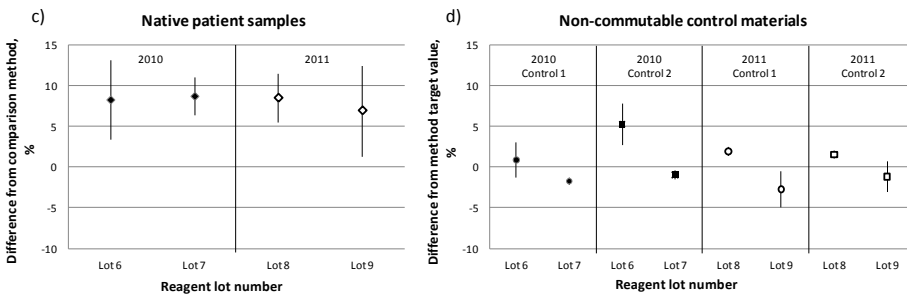 c)
Native patient samples
Difference from comparison method,
%
15
10
5
0
-5
-10
2010
2011
Lot 6
Lot 7
Lot 8
Lot 9
Reagent lot number
d)
Non-commutable control materials
Difference from method target value,
%
15
10
5
0
-5
-10
2010
Control 1
2010
Control 2
2011
Control 1
2011
Control 2
Lot 6
Lot 7
Lot 6
Lot 7
Lot 8
Lot 9
Lot 8
Lot 9
Reagent lot number